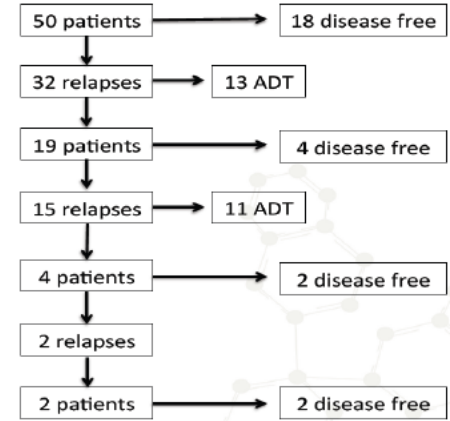 50 patients
18 disease free
32 relapses
13 ADT
19 patients
4 disease free
15 relapses
11 ADT
4 patients
2 disease free
2 relapses
2 patients
2 disease free